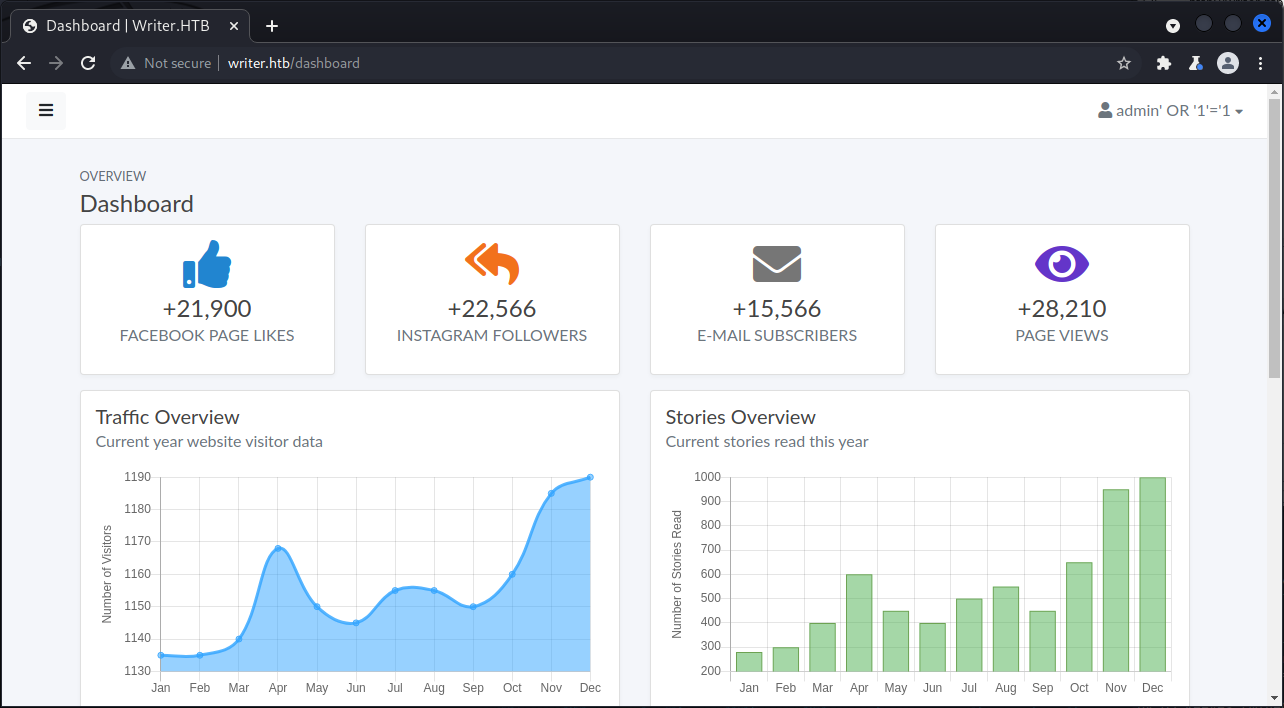 Dashboard | Writer.HTB
Not secure writer.htb/dashboard
admin' OR '1'='1
OVERVIEW
Dashboard
+21,900
FACEBOOK PAGE LIKES
+22,566
INSTAGRAM FOLLOWERS
+15,566
E-MAIL SUBSCRIBERS
+28,210
PAGE VIEWS
Traffic Overview
Current year website visitor data
Number of Visitors
1190
1180
1170
1160
1150
1140
1130
Jan Feb Mar Apr May Jun Jul Aug Sep Oct Nov Dec
Stories Overview
Current stories read this year
Number of Stories Read
1000
900
800
700
600
500
400
300
200
Jan Feb Mar Apr May Jun Jul Aug Sep Oct Nov Dec